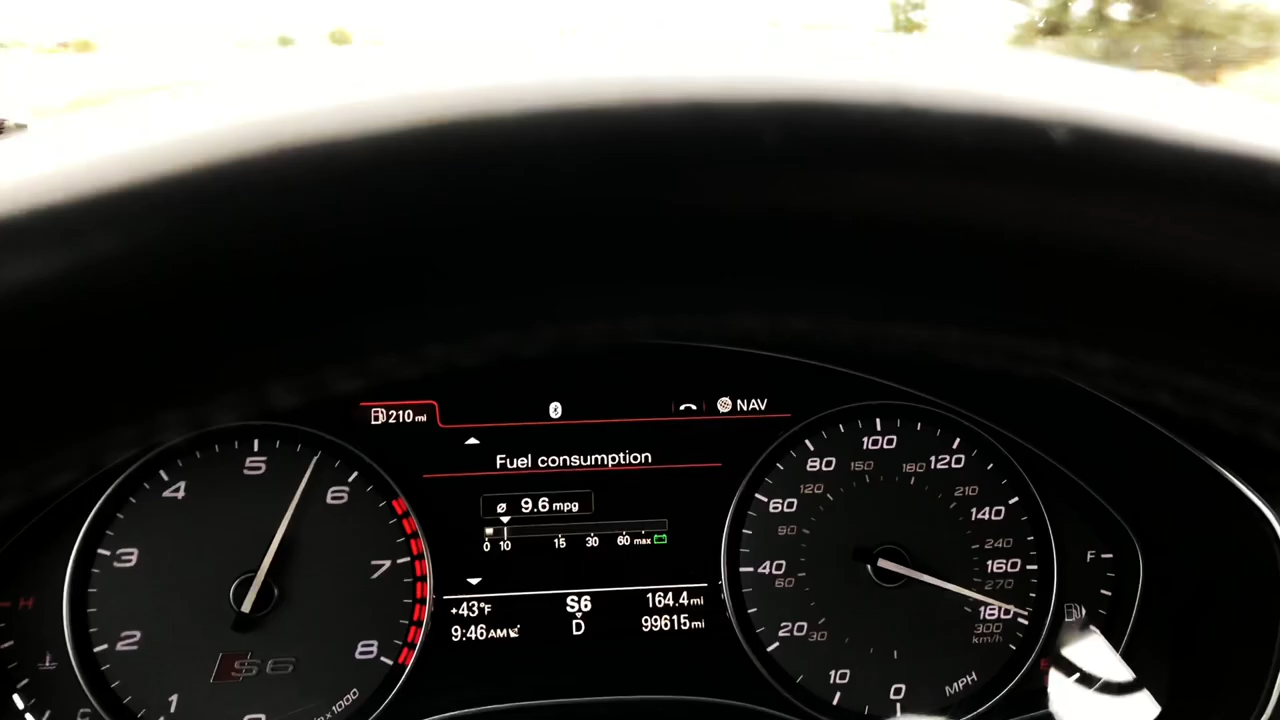 210 mi
NAV
Fuel consumption
ø 9.6 mpg
0 10 15 30 60 max
+43°F S6 164.4 mi
9:46 AM D 99615 mi
1
2
3
4
5
6
7
8
S6
H
C
0
10
20
40
60
80
100
120
140
160
180
MPH
30
60
90
120
150
180
210
240
270
300
km/h
F